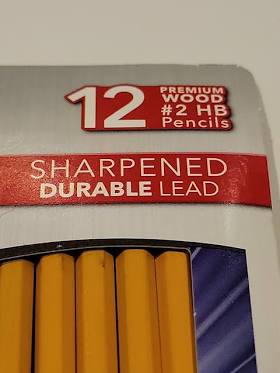 12
PREMIUM
WOOD
#2 HB
Pencils
SHARPENED
DURABLE LEAD